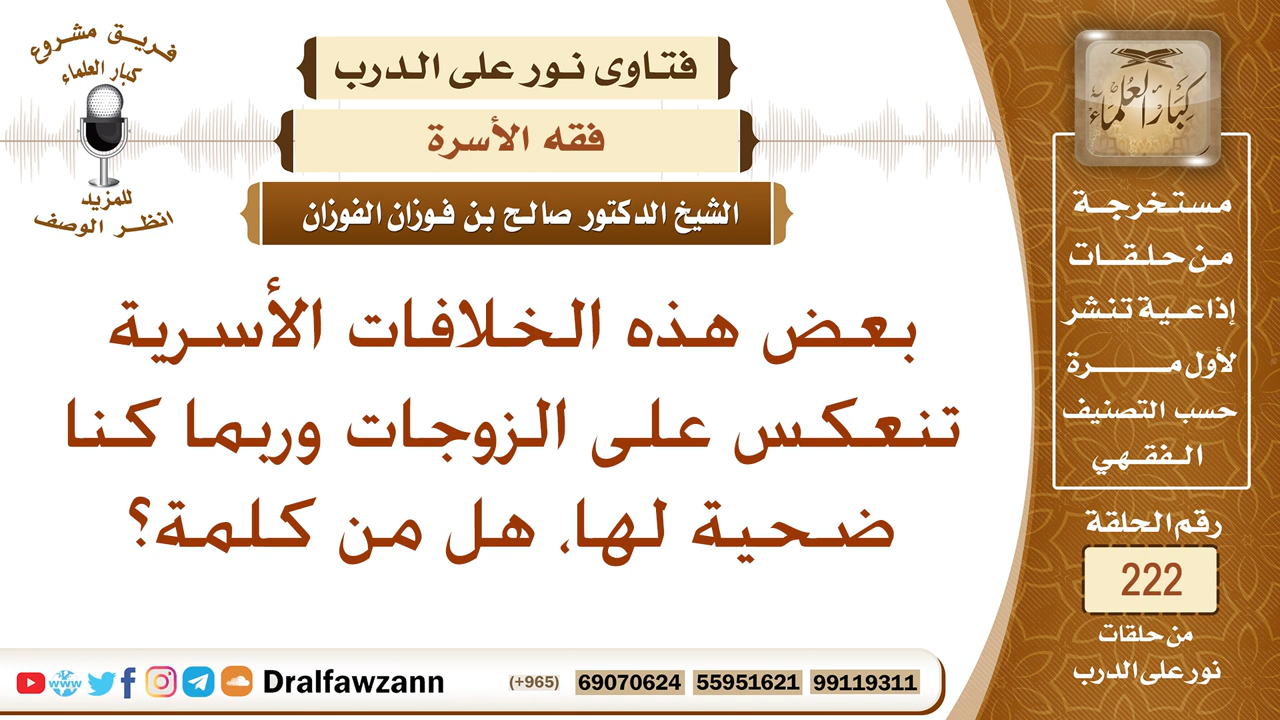 فريق مشروع
كبار العلماء
للمزيد
انظر الوصف
فتاوى نور على الدرب
فقه الأسرة
الشيخ الدكتور صالح بن فوزان الفوزان
بعض هذه الخلافات الأسرية
تنعكس على الزوجات وربما كنا
ضحية لها، هل من كلمة؟
كبار العلماء
مستخرجة
من حلقات
إذاعية تنشر
لأول مرة
حسب التصنيف
الفقهي
رقم الحلقة
222
من حلقات
نور على الدرب
www Dralfawzann (+965) 69070624 55951621 99119311